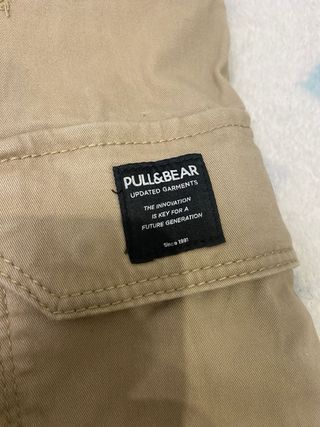 PULL&BEAR
UPDATED GARMENTS
THE INNOVATION
IS KEY FOR A
FUTURE GENERATION
Since 1991